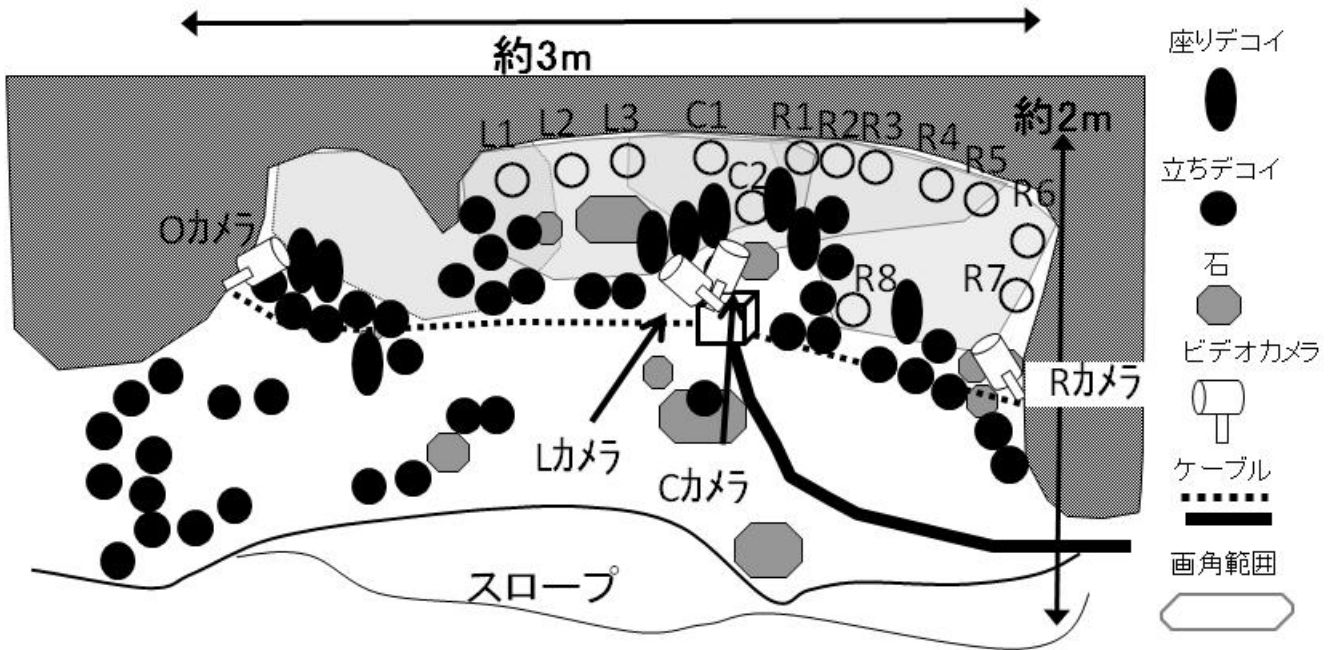 約3m
約2m
L1
L2
L3
C1
R1
R2
R3
R4
R5
R6
C2
R7
R8
Oカメラ
Lカメラ
Cカメラ
Rカメラ
スロープ
座りデコイ
立ちデコイ
石
ビデオカメラ
ケーブル
画角範囲